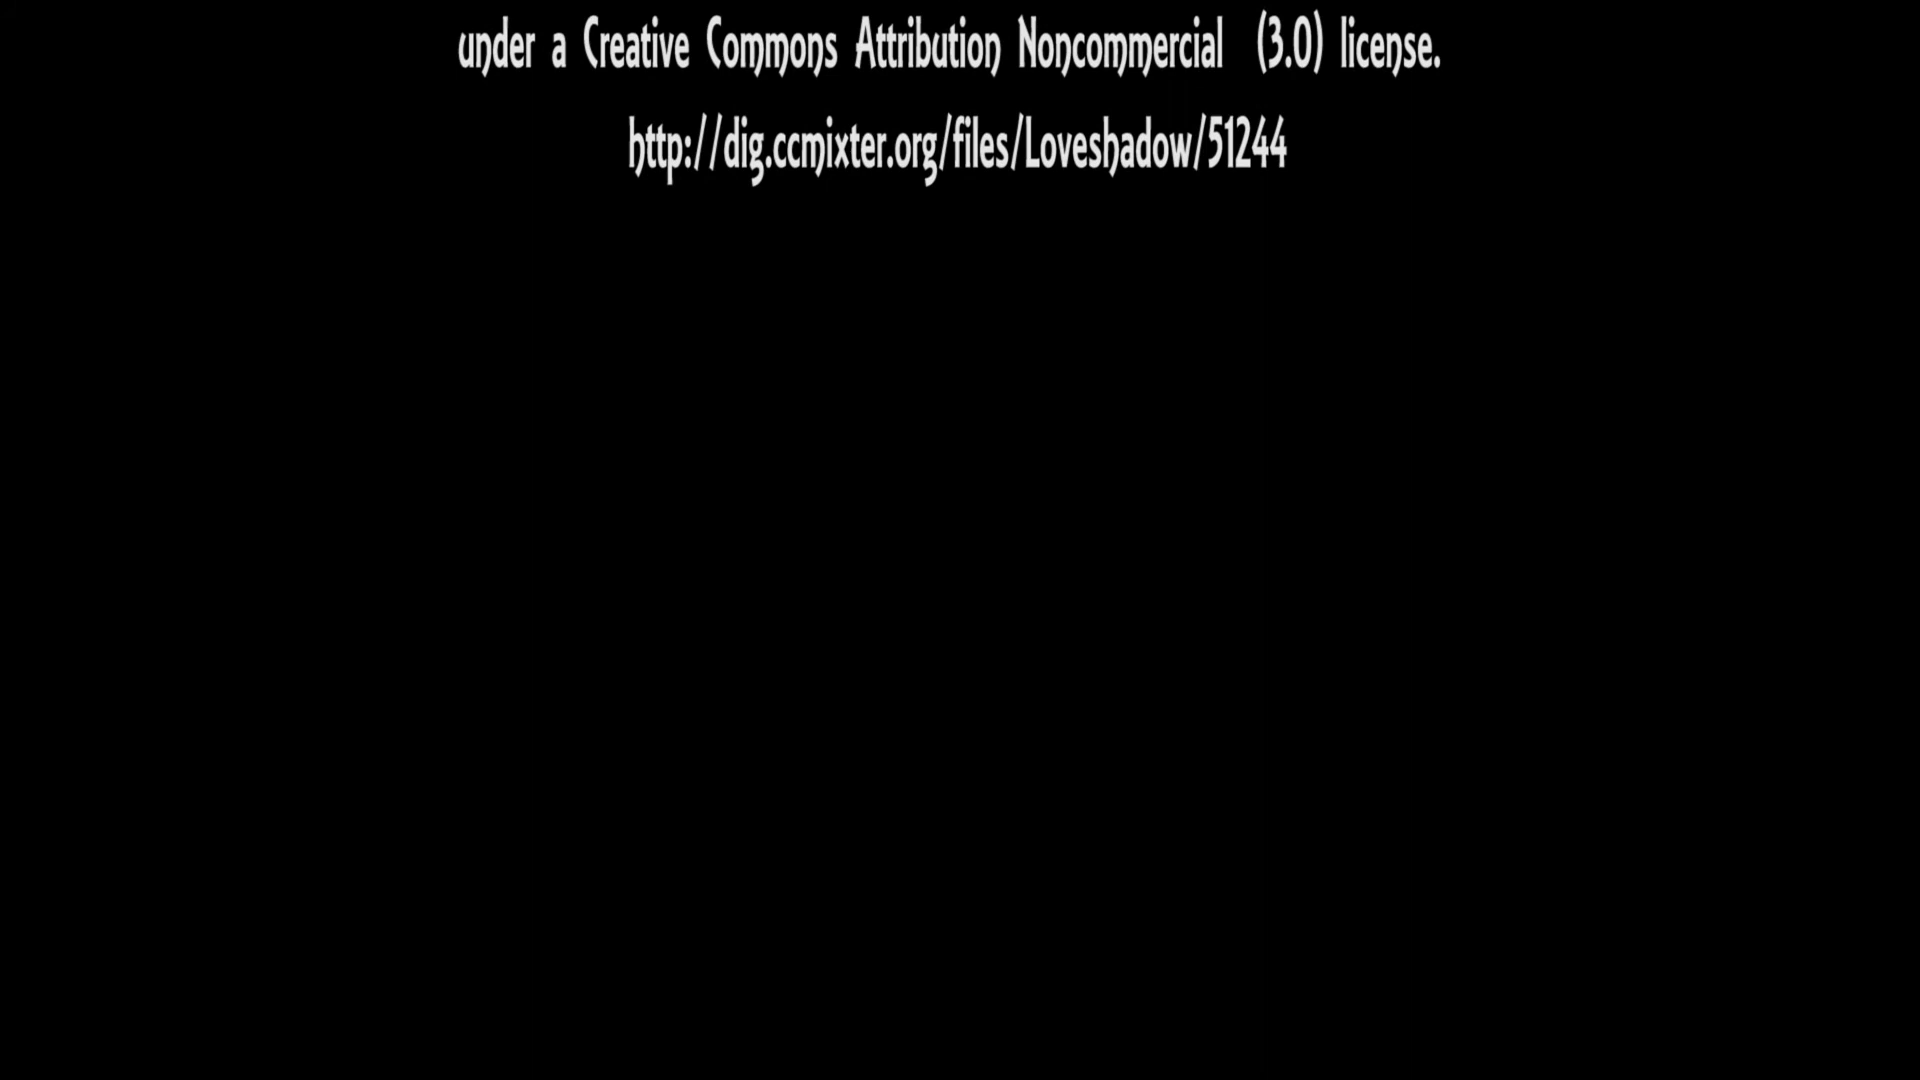 under a Creative Commons Attribution Noncommercial (3.0) license.
http://dig.ccmixter.org/files/Loveshadow/51244